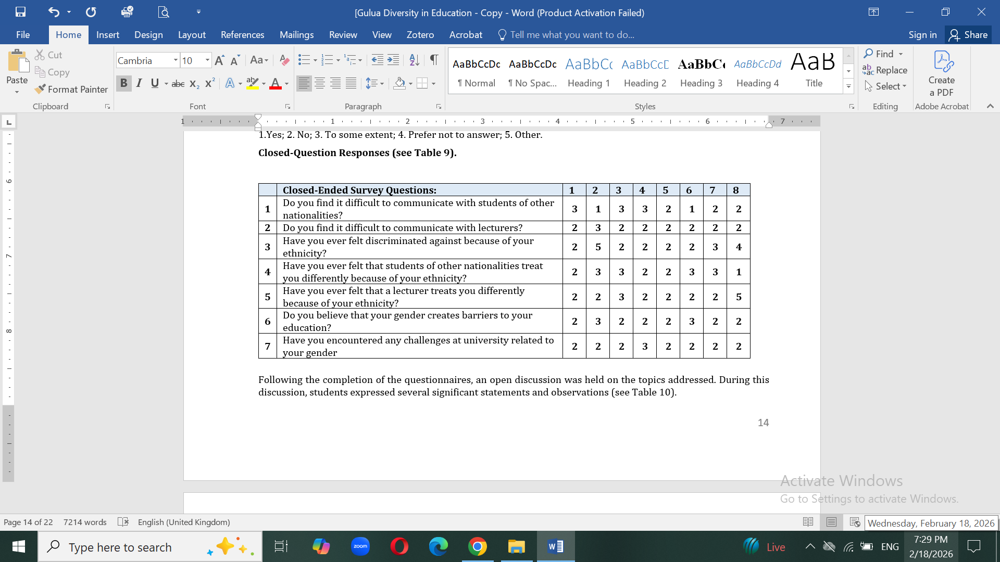 [Gulua Diversity in Education - Copy - Word (Product Activation Failed)
File Home Insert Design Layout References Mailings Review View Zotero Acrobat Tell me what you want to do... Sign in Share
Paste
Cut
Copy
Format Painter
Clipboard
Cambria 10
Font
Paragraph
AaBbCcDc AaBbCcDc AaBbCc AaBbCcD AaBbCc AaBbCcDd AaB
¶ Normal ¶ No Spac... Heading 1 Heading 2 Heading 3 Heading 4 Title
Styles
Find
Replace
Select
Editing
Create
a PDF
Adobe Acrobat
1 1 2 3 4 5 6 7
6
7
8
1.Yes; 2. No; 3. To some extent; 4. Prefer not to answer; 5. Other.
Closed-Question Responses (see Table 9).
Closed-Ended Survey Questions: 1 2 3 4 5 6 7 8
1 Do you find it difficult to communicate with students of other
nationalities? 3 1 3 3 2 1 2 2
2 Do you find it difficult to communicate with lecturers? 2 3 2 2 2 2 2 2
3 Have you ever felt discriminated against because of your
ethnicity? 2 5 2 2 2 2 3 4
4 Have you ever felt that students of other nationalities treat
you differently because of your ethnicity? 2 3 3 2 2 3 3 1
5 Have you ever felt that a lecturer treats you differently
because of your ethnicity? 2 2 3 2 2 2 2 5
6 Do you believe that your gender creates barriers to your
education? 2 3 2 2 2 3 2 2
7 Have you encountered any challenges at university related to
your gender 2 2 2 3 2 2 2 2
Following the completion of the questionnaires, an open discussion was held on the topics addressed. During this
discussion, students expressed several significant statements and observations (see Table 10).
14
Activate Windows
Go to Settings to activate Windows.
Page 14 of 22 7214 words English (United Kingdom)
Wednesday, February 18, 2026
Type here to search
zoom
Live
ENG
7:29 PM
2/18/2026